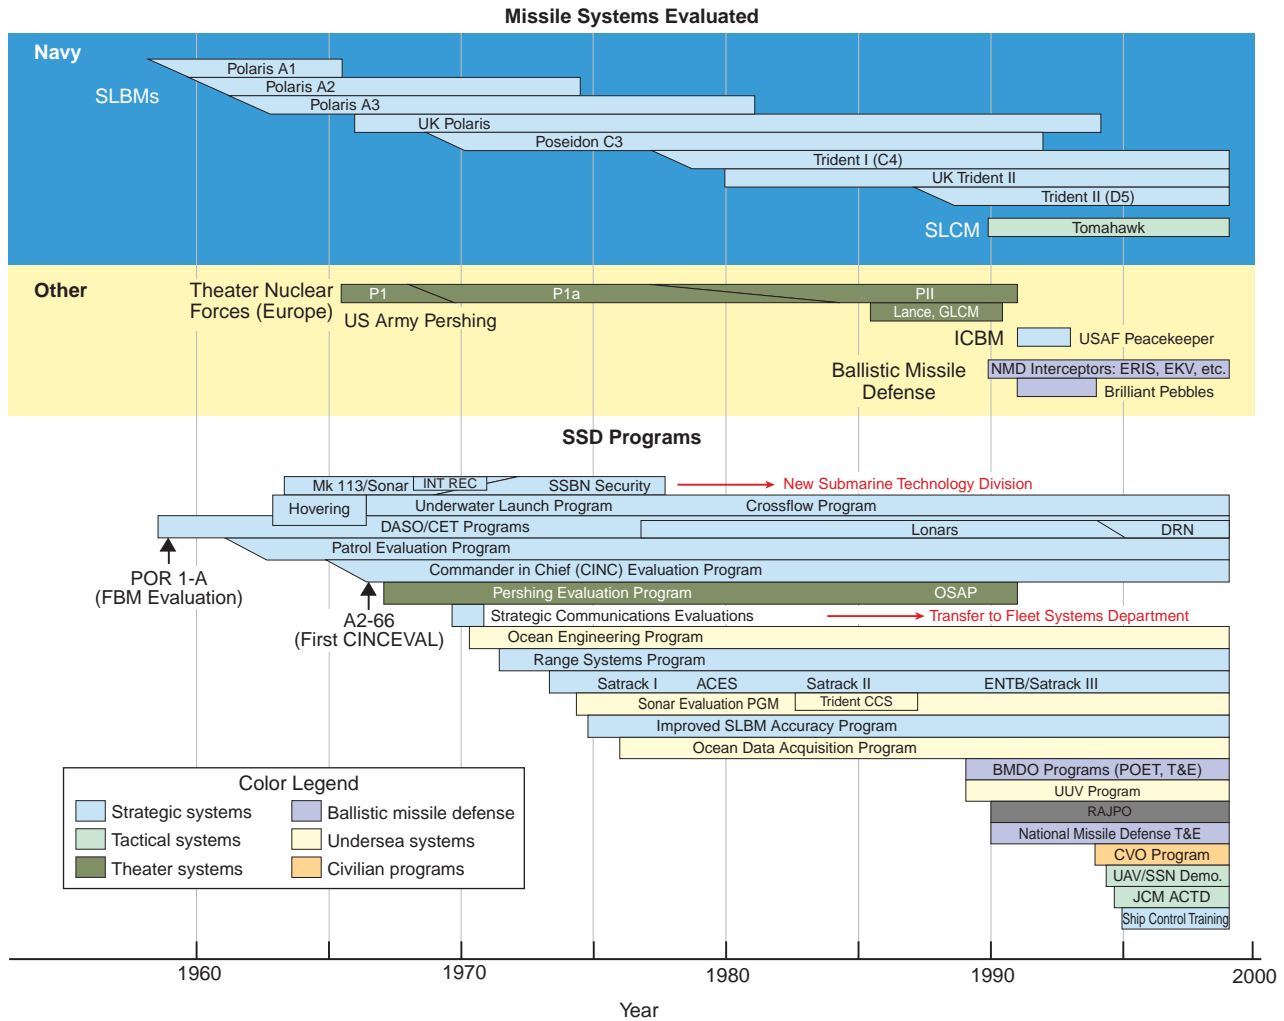 Missile Systems Evaluated
Navy
SLBMs
Polaris A1
Polaris A2
Polaris A3
UK Polaris
Poseidon C3
Trident I (C4)
UK Trident II
Trident II (D5)
SLCM
Tomahawk
Other
Theater Nuclear
Forces (Europe)
P1
P1a
PII
US Army Pershing
Lance, GLCM
ICBM
USAF Peacekeeper
Ballistic Missile
Defense
NMD Interceptors: ERIS, EKV, etc.
Brilliant Pebbles
SSD Programs
Mk 113/Sonar
INT REC
SSBN Security
New Submarine Technology Division
Hovering
Underwater Launch Program
Crossflow Program
DASO/CET Programs
Lonars
DRN
Patrol Evaluation Program
POR 1-A
(FBM Evaluation)
Commander in Chief (CINC) Evaluation Program
A2-66
(First CINCEVAL)
Pershing Evaluation Program
OSAP
Strategic Communications Evaluations
Transfer to Fleet Systems Department
Ocean Engineering Program
Range Systems Program
Satrack I
ACES
Satrack II
ENTB/Satrack III
Sonar Evaluation PGM
Trident CCS
Improved SLBM Accuracy Program
Ocean Data Acquisition Program
BMDO Programs (POET, T&E)
UUV Program
RAJPO
National Missile Defense T&E
CVO Program
UAV/SSN Demo.
JCM ACTD
Ship Control Training
Color Legend
Strategic systems
Tactical systems
Theater systems
Ballistic missile defense
Undersea systems
Civilian programs
1960
1970
1980
1990
2000
Year